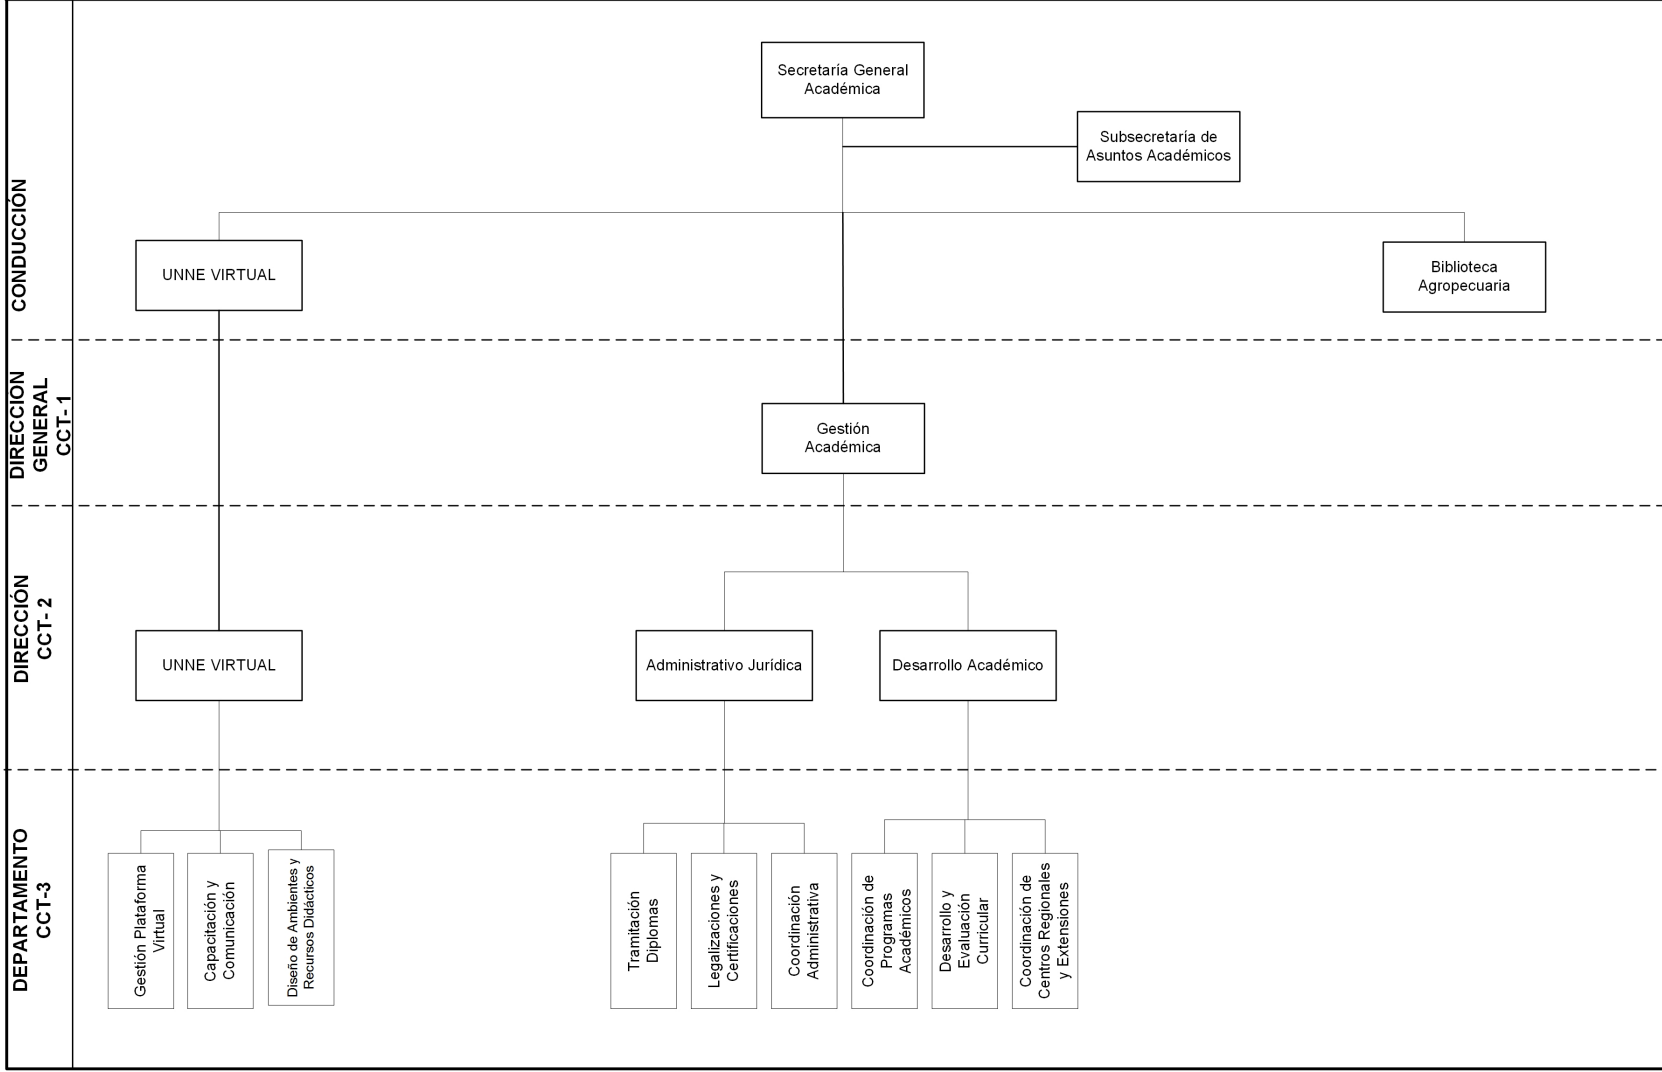 Secretaría General
Académica
Subsecretaría de
Asuntos Académicos
CONDUCCIÓN
UNNE VIRTUAL
Biblioteca
Agropecuaria
DIRECCION
GENERAL
CCT- 1
Gestión
Académica
DIRECCIÓN
CCT- 2
UNNE VIRTUAL
Administrativo Jurídica
Desarrollo Académico
DEPARTAMENTO
CCT-3
Gestión Plataforma
Virtual
Capacitación y
Comunicación
Diseño de Ambientes y
Recursos Didácticos
Tramitación
Diplomas
Legalizaciones y
Certificaciones
Coordinación
Administrativa
Coordinación de
Programas
Académicos
Desarrollo y
Evaluación
Curricular
Coordinación de
Centros Regionales
y Extensiones